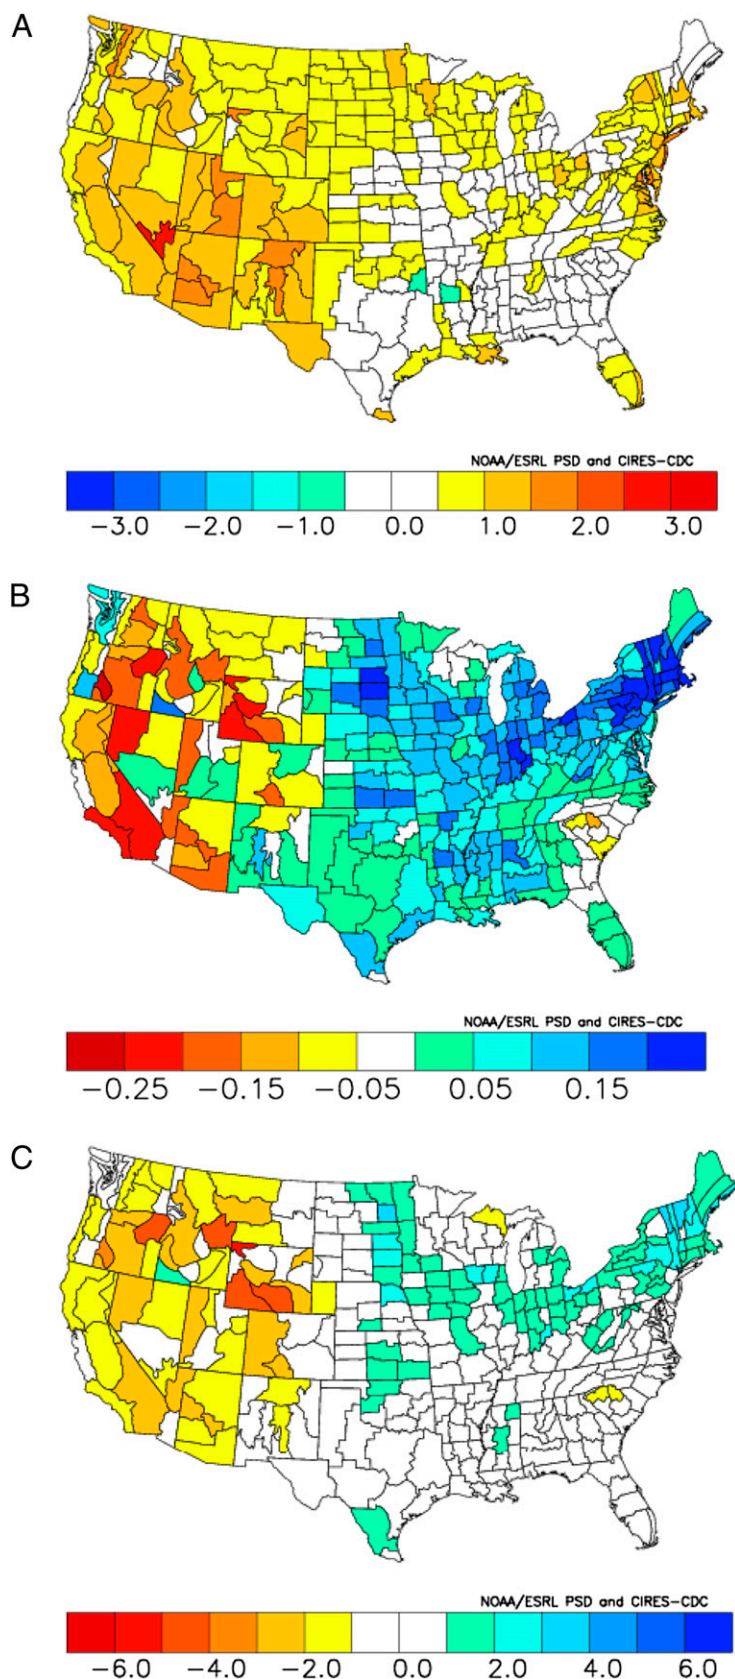 A
NOAA/ESRL PSD and CIRES-CDC
-3.0 -2.0 -1.0 0.0 1.0 2.0 3.0
B
NOAA/ESRL PSD and CIRES-CDC
-0.25 -0.15 -0.05 0.05 0.15
C
NOAA/ESRL PSD and CIRES-CDC
-6.0 -4.0 -2.0 0.0 2.0 4.0 6.0